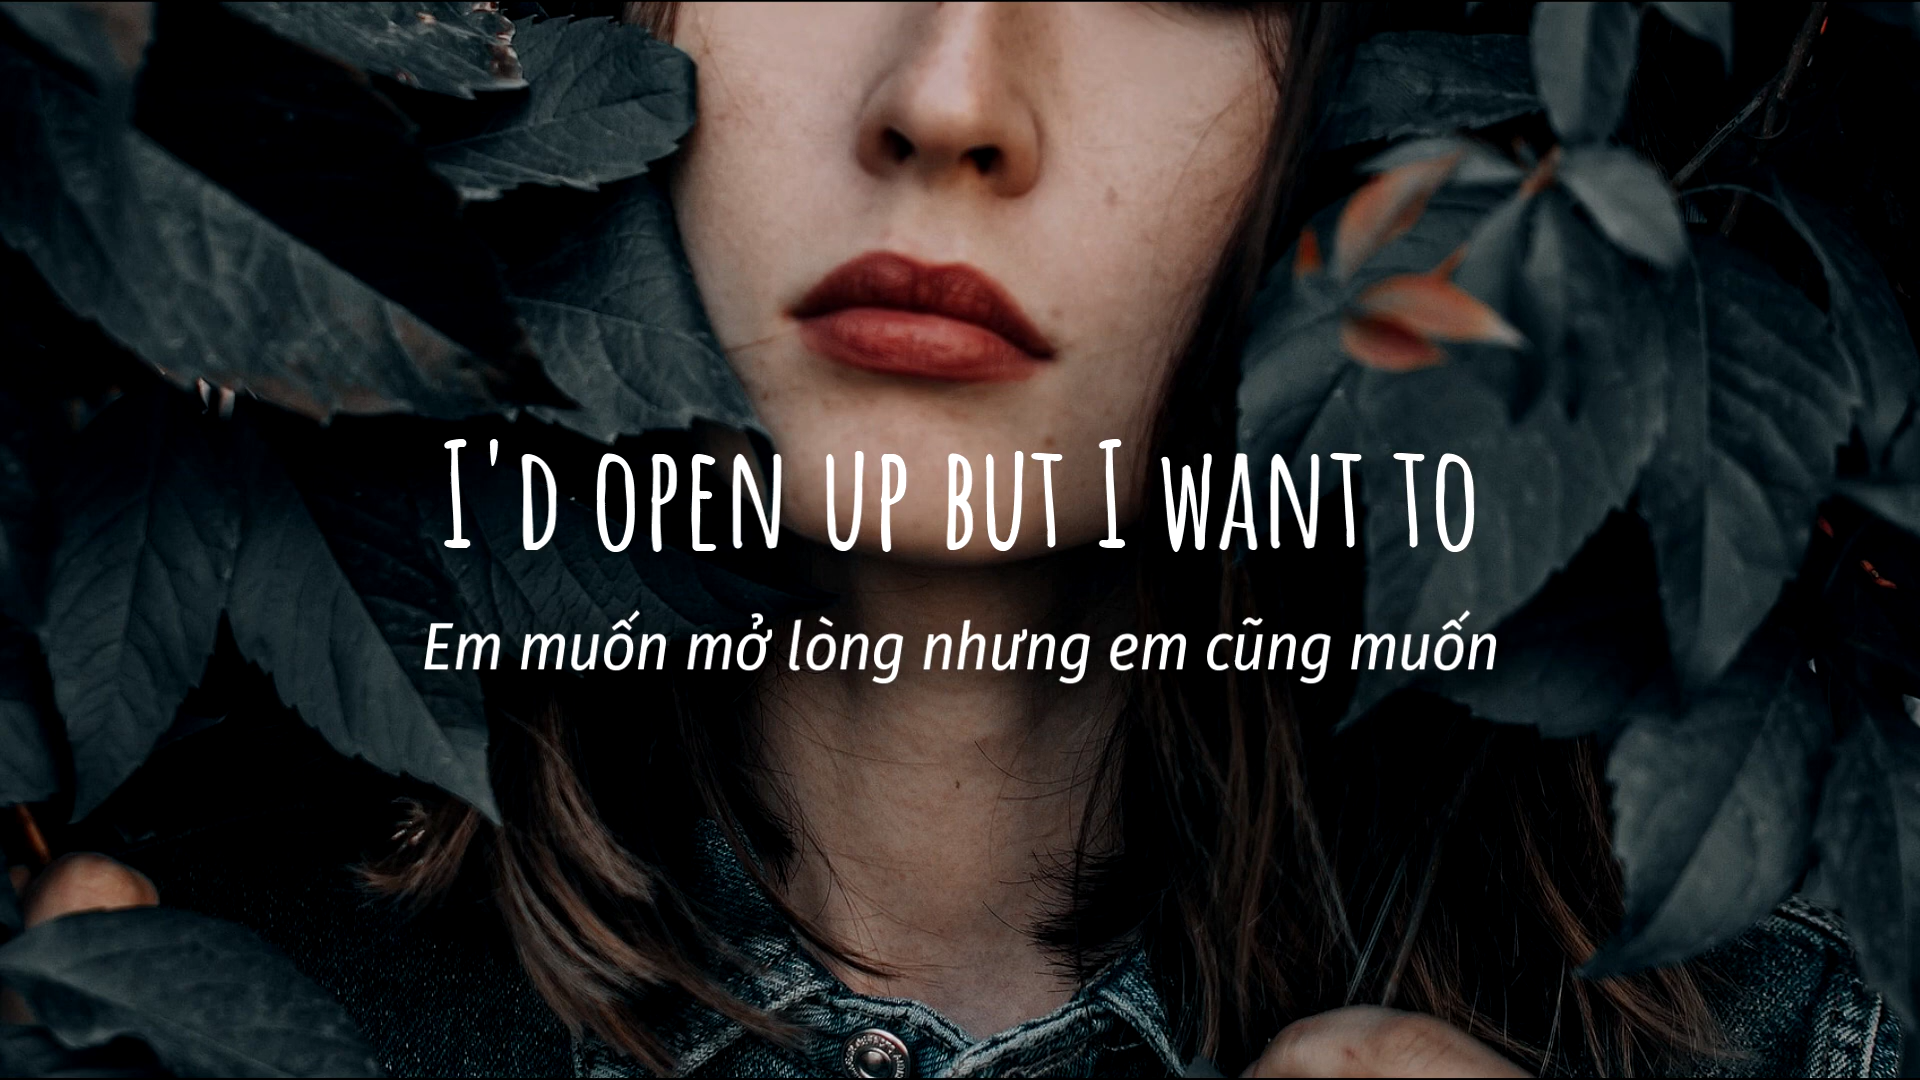 I'd open up but I want to
Em muốn mở lòng nhưng em cũng muốn